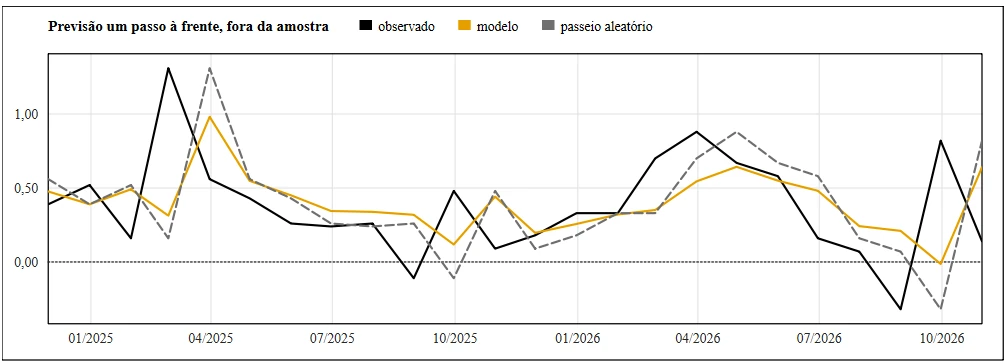 Previsão um passo à frente, fora da amostra observado modelo passeio aleatório
1,00
0,50
0,00
01/2025 04/2025 07/2025 10/2025 01/2026 04/2026 07/2026 10/2026